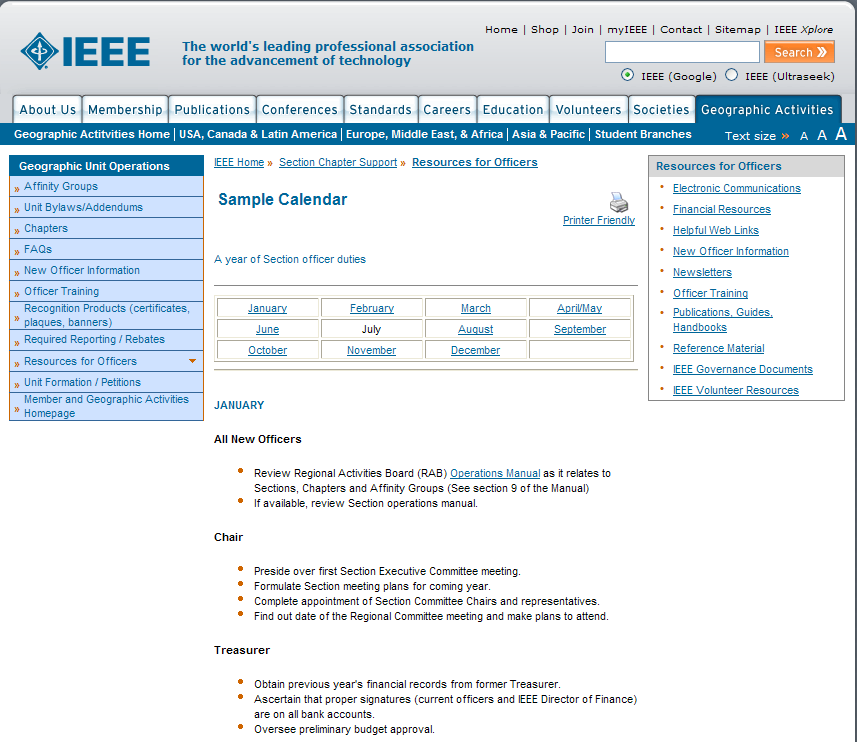 Home | Shop | Join | myIEEE | Contact | Sitemap | IEEE Xplore
IEEE
The world's leading professional association
for the advancement of technology
Search »
IEEE (Google) IEEE (Ultraseek)
About Us Membership Publications Conferences Standards Careers Education Volunteers Societies Geographic Activities
Geographic Actitvities Home | USA, Canada & Latin America | Europe, Middle East, & Africa | Asia & Pacific | Student Branches
Text size » A A A
Geographic Unit Operations
» Affinity Groups
» Unit Bylaws/Addendums
» Chapters
» FAQs
» New Officer Information
» Officer Training
» Recognition Products (certificates,
plaques, banners)
» Required Reporting / Rebates
» Resources for Officers
» Unit Formation / Petitions
» Member and Geographic Activities
Homepage
IEEE Home » Section Chapter Support » Resources for Officers
Sample Calendar
Printer Friendly
A year of Section officer duties
January February March April/May
June July August September
October November December
JANUARY
All New Officers
• Review Regional Activities Board (RAB) Operations Manual as it relates to
Sections, Chapters and Affinity Groups (See section 9 of the Manual)
• If available, review Section operations manual.
Chair
• Preside over first Section Executive Committee meeting.
• Formulate Section meeting plans for coming year.
• Complete appointment of Section Committee Chairs and representatives.
• Find out date of the Regional Committee meeting and make plans to attend.
Treasurer
• Obtain previous year's financial records from former Treasurer.
• Ascertain that proper signatures (current officers and IEEE Director of Finance)
are on all bank accounts.
• Oversee preliminary budget approval.
Resources for Officers
• Electronic Communications
• Financial Resources
• Helpful Web Links
• New Officer Information
• Newsletters
• Officer Training
• Publications, Guides,
Handbooks
• Reference Material
• IEEE Governance Documents
• IEEE Volunteer Resources